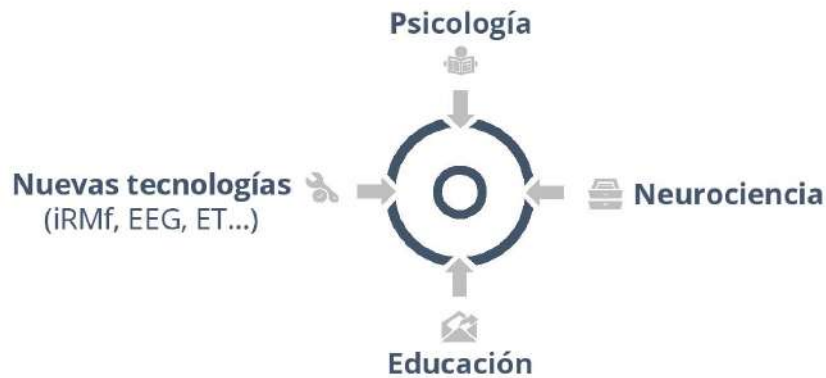 Psicología
Nuevas tecnologías
(iRMf, EEG, ET...)
Neurociencia
Educación